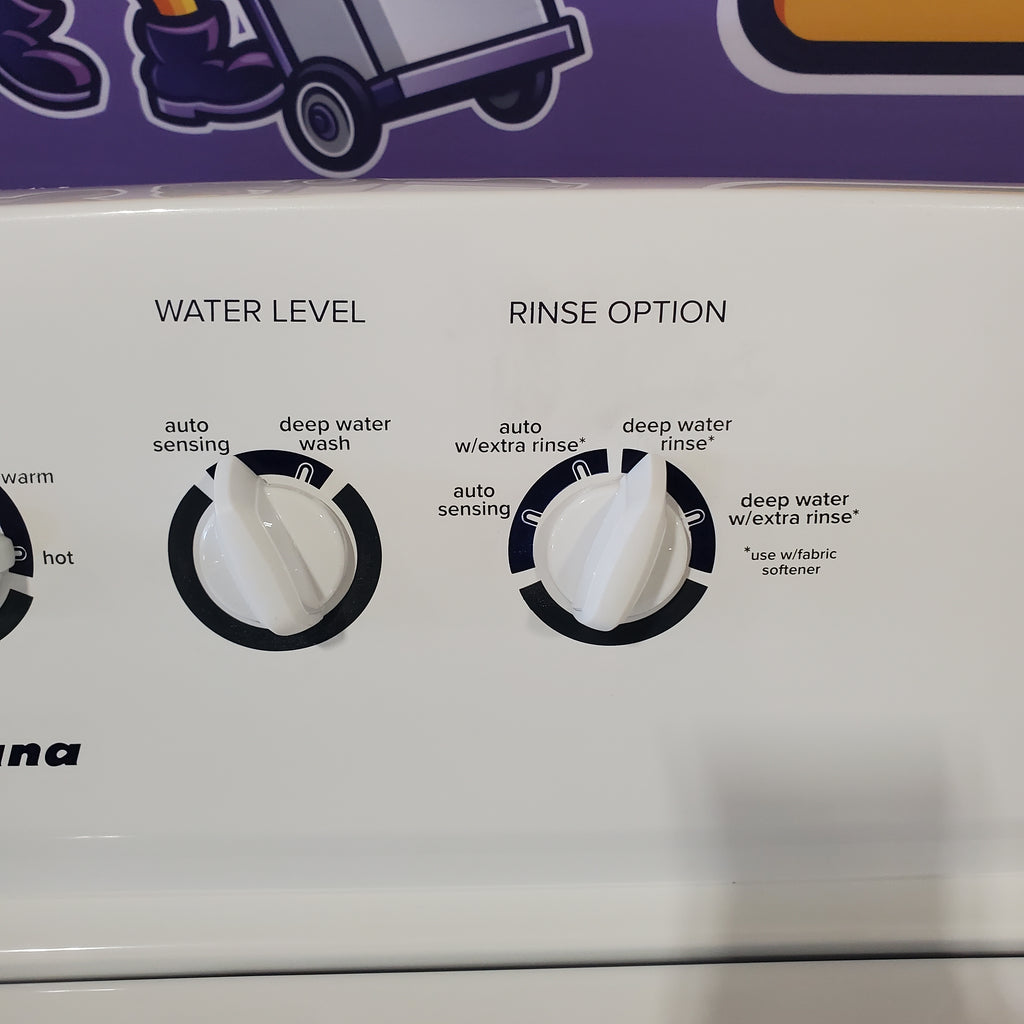 WATER LEVEL
RINSE OPTION
auto
sensing
deep water
wash
auto
w/extra rinse*
deep water
rinse*
auto
sensing
deep water
w/extra rinse*
*use w/fabric
softener
warm
hot
ana